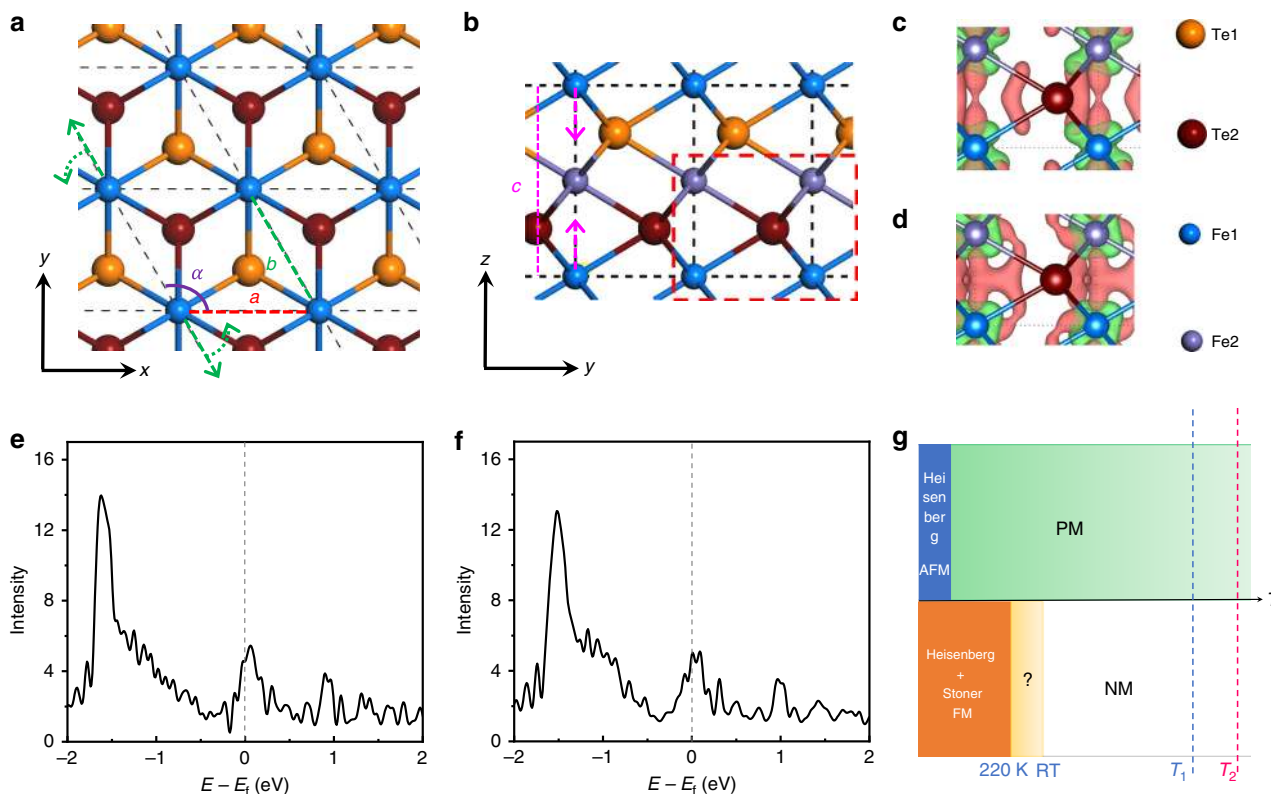 a
b
c
Te1
Te2
d
Fe1
Fe2
y
x
α
a
b
z
y
c
e
16
12
8
4
0
Intensity
−2
−1
0
1
2
E − Ef (eV)
f
16
12
8
4
0
Intensity
−2
−1
0
1
2
E − Ef (eV)
g
Hei
sen
ber
g
AFM
PM
T
Heisenberg
+
Stoner
FM
?
NM
220 K
RT
T1
T2